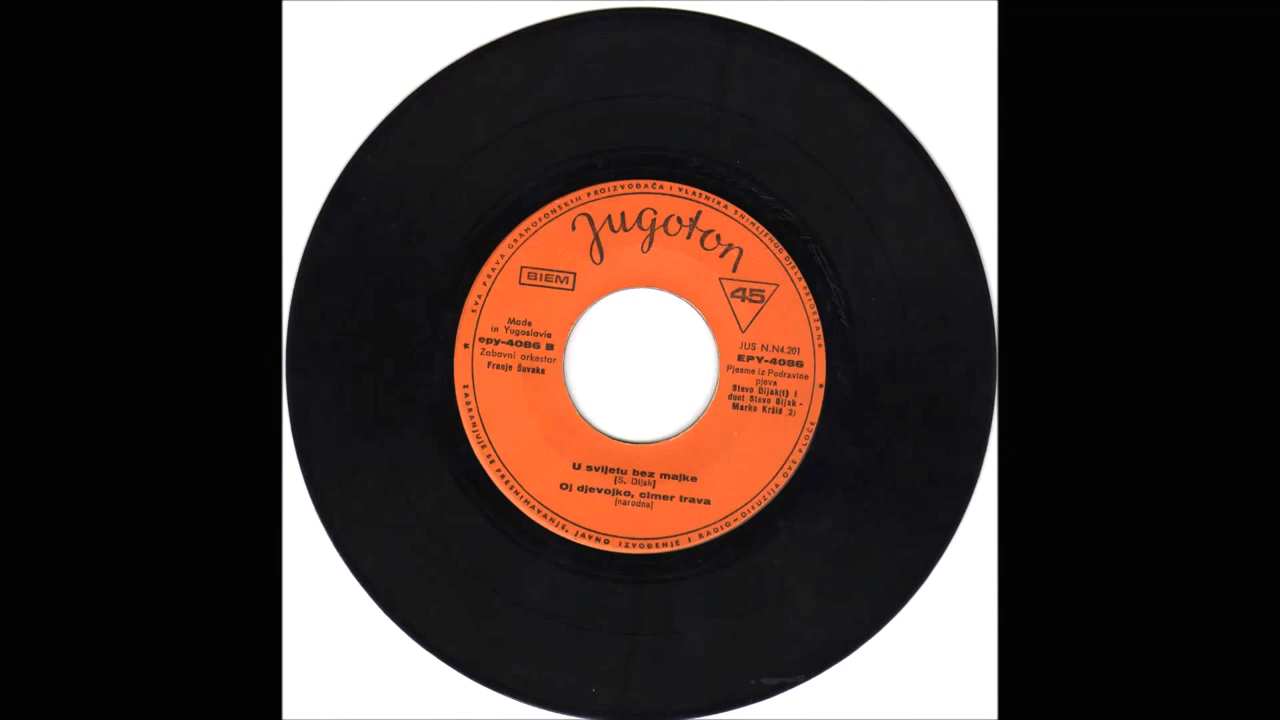 SVA PRAVA GRAMOFONSKIH PROIZVOĐAČA I VLASNIKA SNIMLJENOG DJELA PRIDRŽANA
Jugoton
BIEM
45
Made
in Yugoslavie
epy-4086 B
Zabavni orkestar
Franje Šuvaka
JUS N.N4.201
EPY-4086
Pjesme iz Podravine
pjeva
Stevo Dijak(1) i
duet Stevo Dijak -
Marko Kršić (2)
U svijetu bez majke
(S. Dijak)
Oj djevojko, cimer trava
(narodna)
* ZABRANJUJE SE PRESNIMAVANJE, JAVNO IZVOĐENJE I RADIO-DIFUZIJA OVE PLOČE *